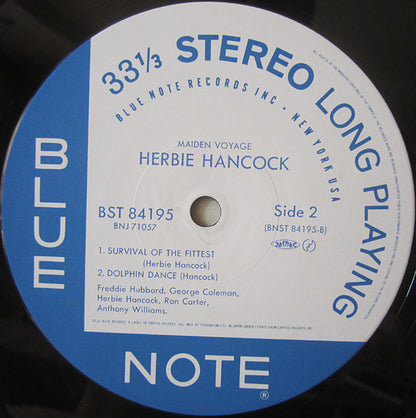 33⅓ STEREO LONG PLAYING
BLUE NOTE RECORDS INC • NEW YORK USA
MAIDEN VOYAGE
HERBIE HANCOCK
BST 84195
BNJ 71057
Side 2
(BNST 84195-B)
1. SURVIVAL OF THE FITTEST
(Herbie Hancock)
2. DOLPHIN DANCE (Hancock)
Freddie Hubbard, George Coleman,
Herbie Hancock, Ron Carter,
Anthony Williams.
BLUE
NOTE
®